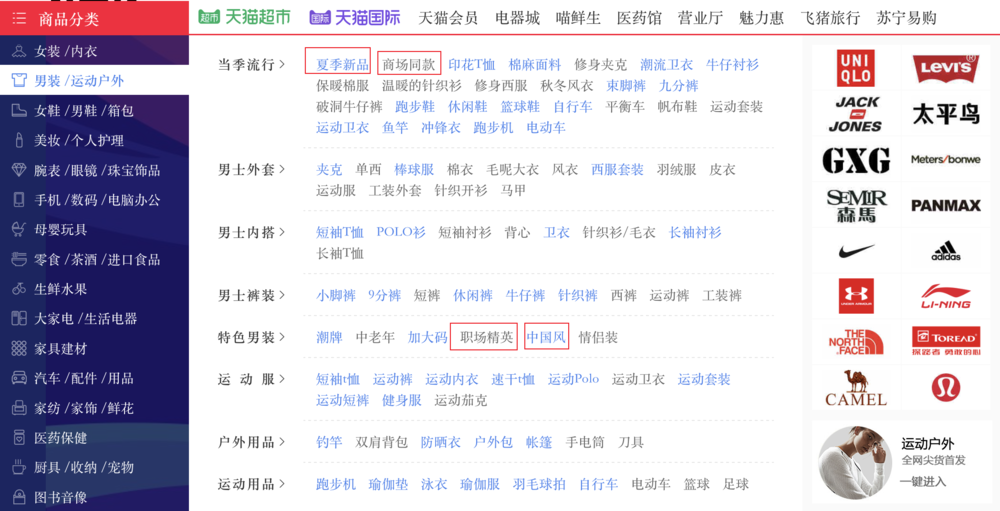 商品分类
天猫超市 天猫国际 天猫会员 电器城 喵鲜生 医药馆 营业厅 魅力惠 飞猪旅行 苏宁易购
女装 /内衣
男装 /运动户外
女鞋 /男鞋 /箱包
美妆 /个人护理
腕表 /眼镜 /珠宝饰品
手机 /数码 /电脑办公
母婴玩具
零食 /茶酒 /进口食品
生鲜水果
大家电 /生活电器
家具建材
汽车 /配件 /用品
家纺 /家饰 /鲜花
医药保健
厨具 /收纳 /宠物
图书音像
当季流行 > 夏季新品 商场同款 印花T恤 棉麻面料 修身夹克 潮流卫衣 牛仔衬衫
保暖棉服 温暖的针织衫 修身西服 秋冬风衣 束脚裤 九分裤
破洞牛仔裤 跑步鞋 休闲鞋 篮球鞋 自行车 平衡车 帆布鞋 运动套装
运动卫衣 鱼竿 冲锋衣 跑步机 电动车
男士外套 > 夹克 单西 棒球服 棉衣 毛呢大衣 风衣 西服套装 羽绒服 皮衣
运动服 工装外套 针织开衫 马甲
男士内搭 > 短袖T恤 POLO衫 短袖衬衫 背心 卫衣 针织衫/毛衣 长袖衬衫
长袖T恤
男士裤装 > 小脚裤 9分裤 短裤 休闲裤 牛仔裤 针织裤 西裤 运动裤 工装裤
特色男装 > 潮牌 中老年 加大码 职场精英 中国风 情侣装
运 动 服 > 短袖t恤 运动裤 运动内衣 速干t恤 运动Polo 运动卫衣 运动套装
运动短裤 健身服 运动茄克
户外用品 > 钓竿 双肩背包 防晒衣 户外包 帐篷 手电筒 刀具
运动用品 > 跑步机 瑜伽垫 泳衣 瑜伽服 羽毛球拍 自行车 电动车 篮球 足球
UNI
QLO
LEVI'S
JACK
JONES
太平鸟
GXG
Meters/bonwe
SEMIR
森馬
PANMAX
adidas
UNDER ARMOUR
LI-NING
THE
NORTH
FACE
TOREAD
探路者 勇敢的心
CAMEL
运动户外
全网尖货首发
一键进入